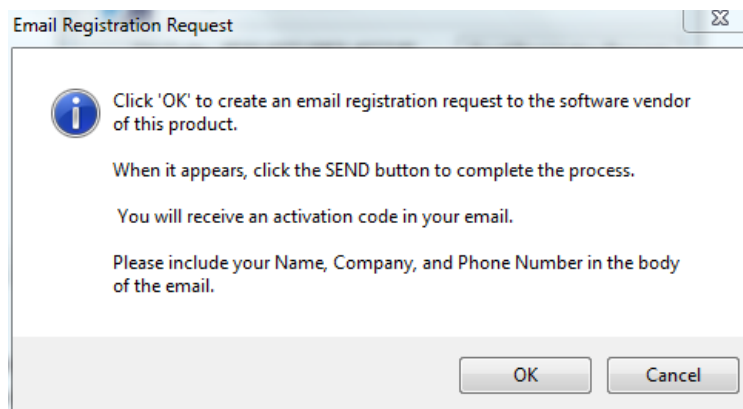 Email Registration Request
Click 'OK' to create an email registration request to the software vendor
of this product.
When it appears, click the SEND button to complete the process.
You will receive an activation code in your email.
Please include your Name, Company, and Phone Number in the body
of the email.
OK Cancel